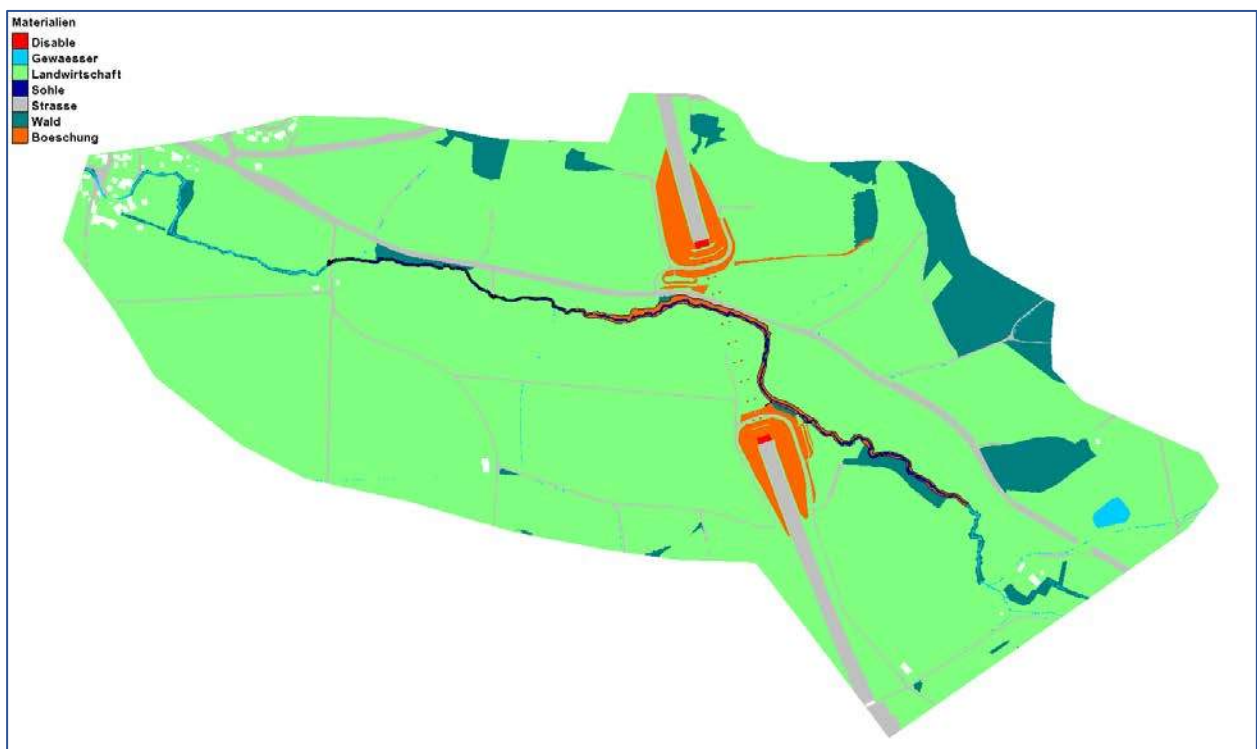 Materialien
Disable
Gewaesser
Landwirtschaft
Sohle
Strasse
Wald
Boeschung